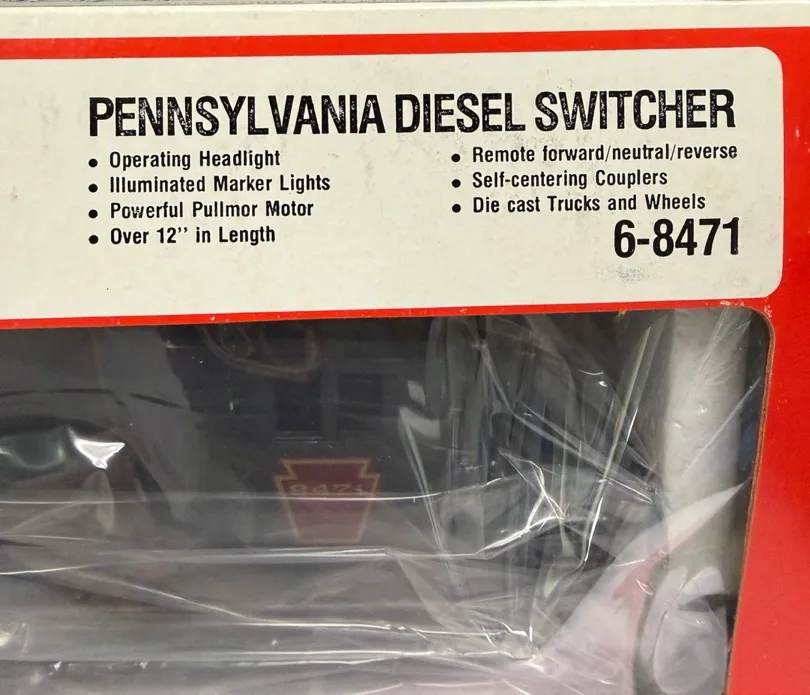 PENNSYLVANIA DIESEL SWITCHER
• Operating Headlight
• Illuminated Marker Lights
• Powerful Pullmor Motor
• Over 12” in Length
• Remote forward/neutral/reverse
• Self-centering Couplers
• Die cast Trucks and Wheels
6-8471
8471